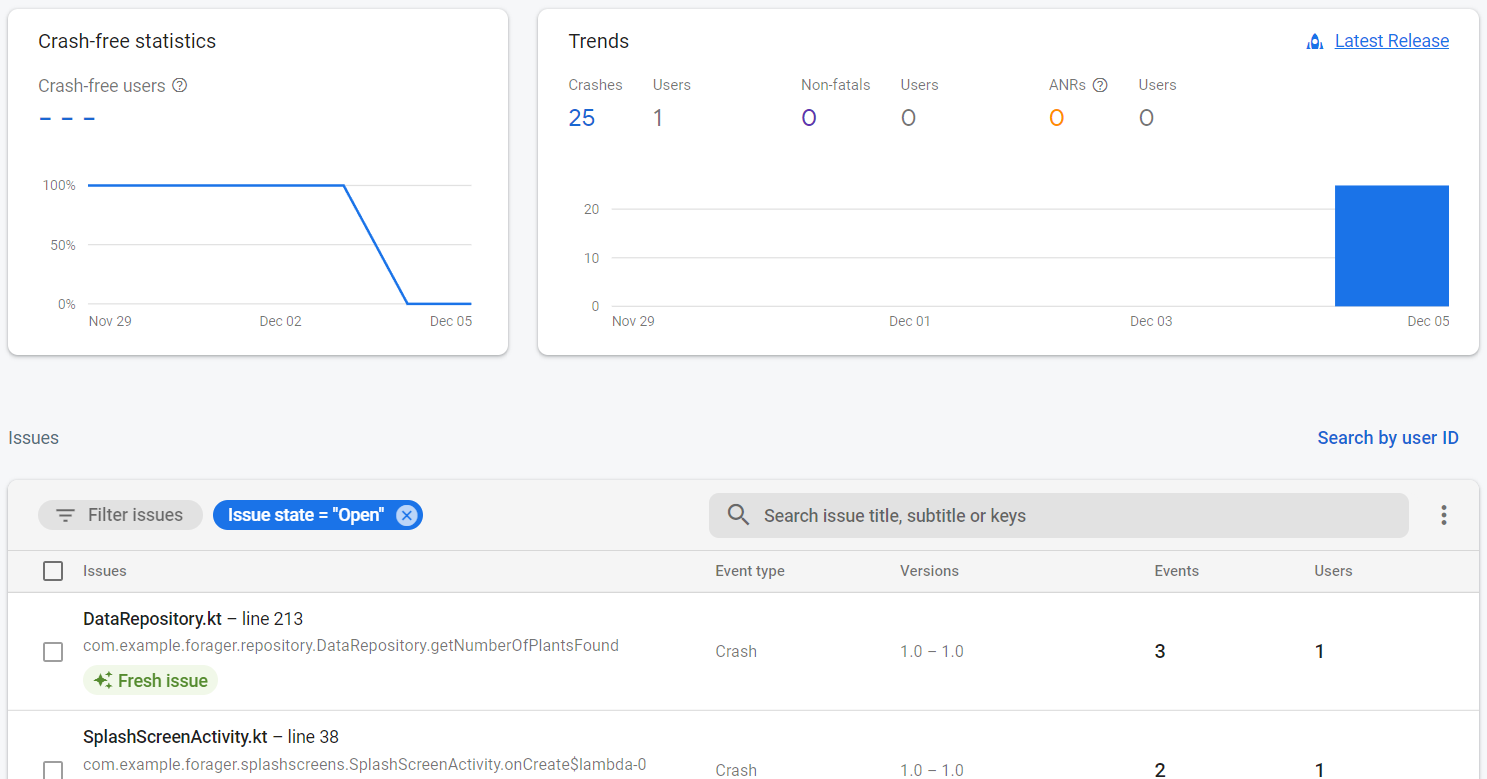 Crash-free statistics
Crash-free users
– – –
100%
50%
0%
Nov 29 Dec 02 Dec 05
Trends
Latest Release
Crashes Users Non-fatals Users ANRs Users
25 1 0 0 0 0
20
10
0
Nov 29 Dec 01 Dec 03 Dec 05
Issues
Search by user ID
Filter issues
Issue state = "Open"
Search issue title, subtitle or keys
Issues Event type Versions Events Users
DataRepository.kt – line 213
com.example.forager.repository.DataRepository.getNumberOfPlantsFound
Crash 1.0 – 1.0 3 1
Fresh issue
SplashScreenActivity.kt – line 38
com.example.forager.splashscreens.SplashScreenActivity.onCreate$lambda-0
Crash 1.0 – 1.0 2 1